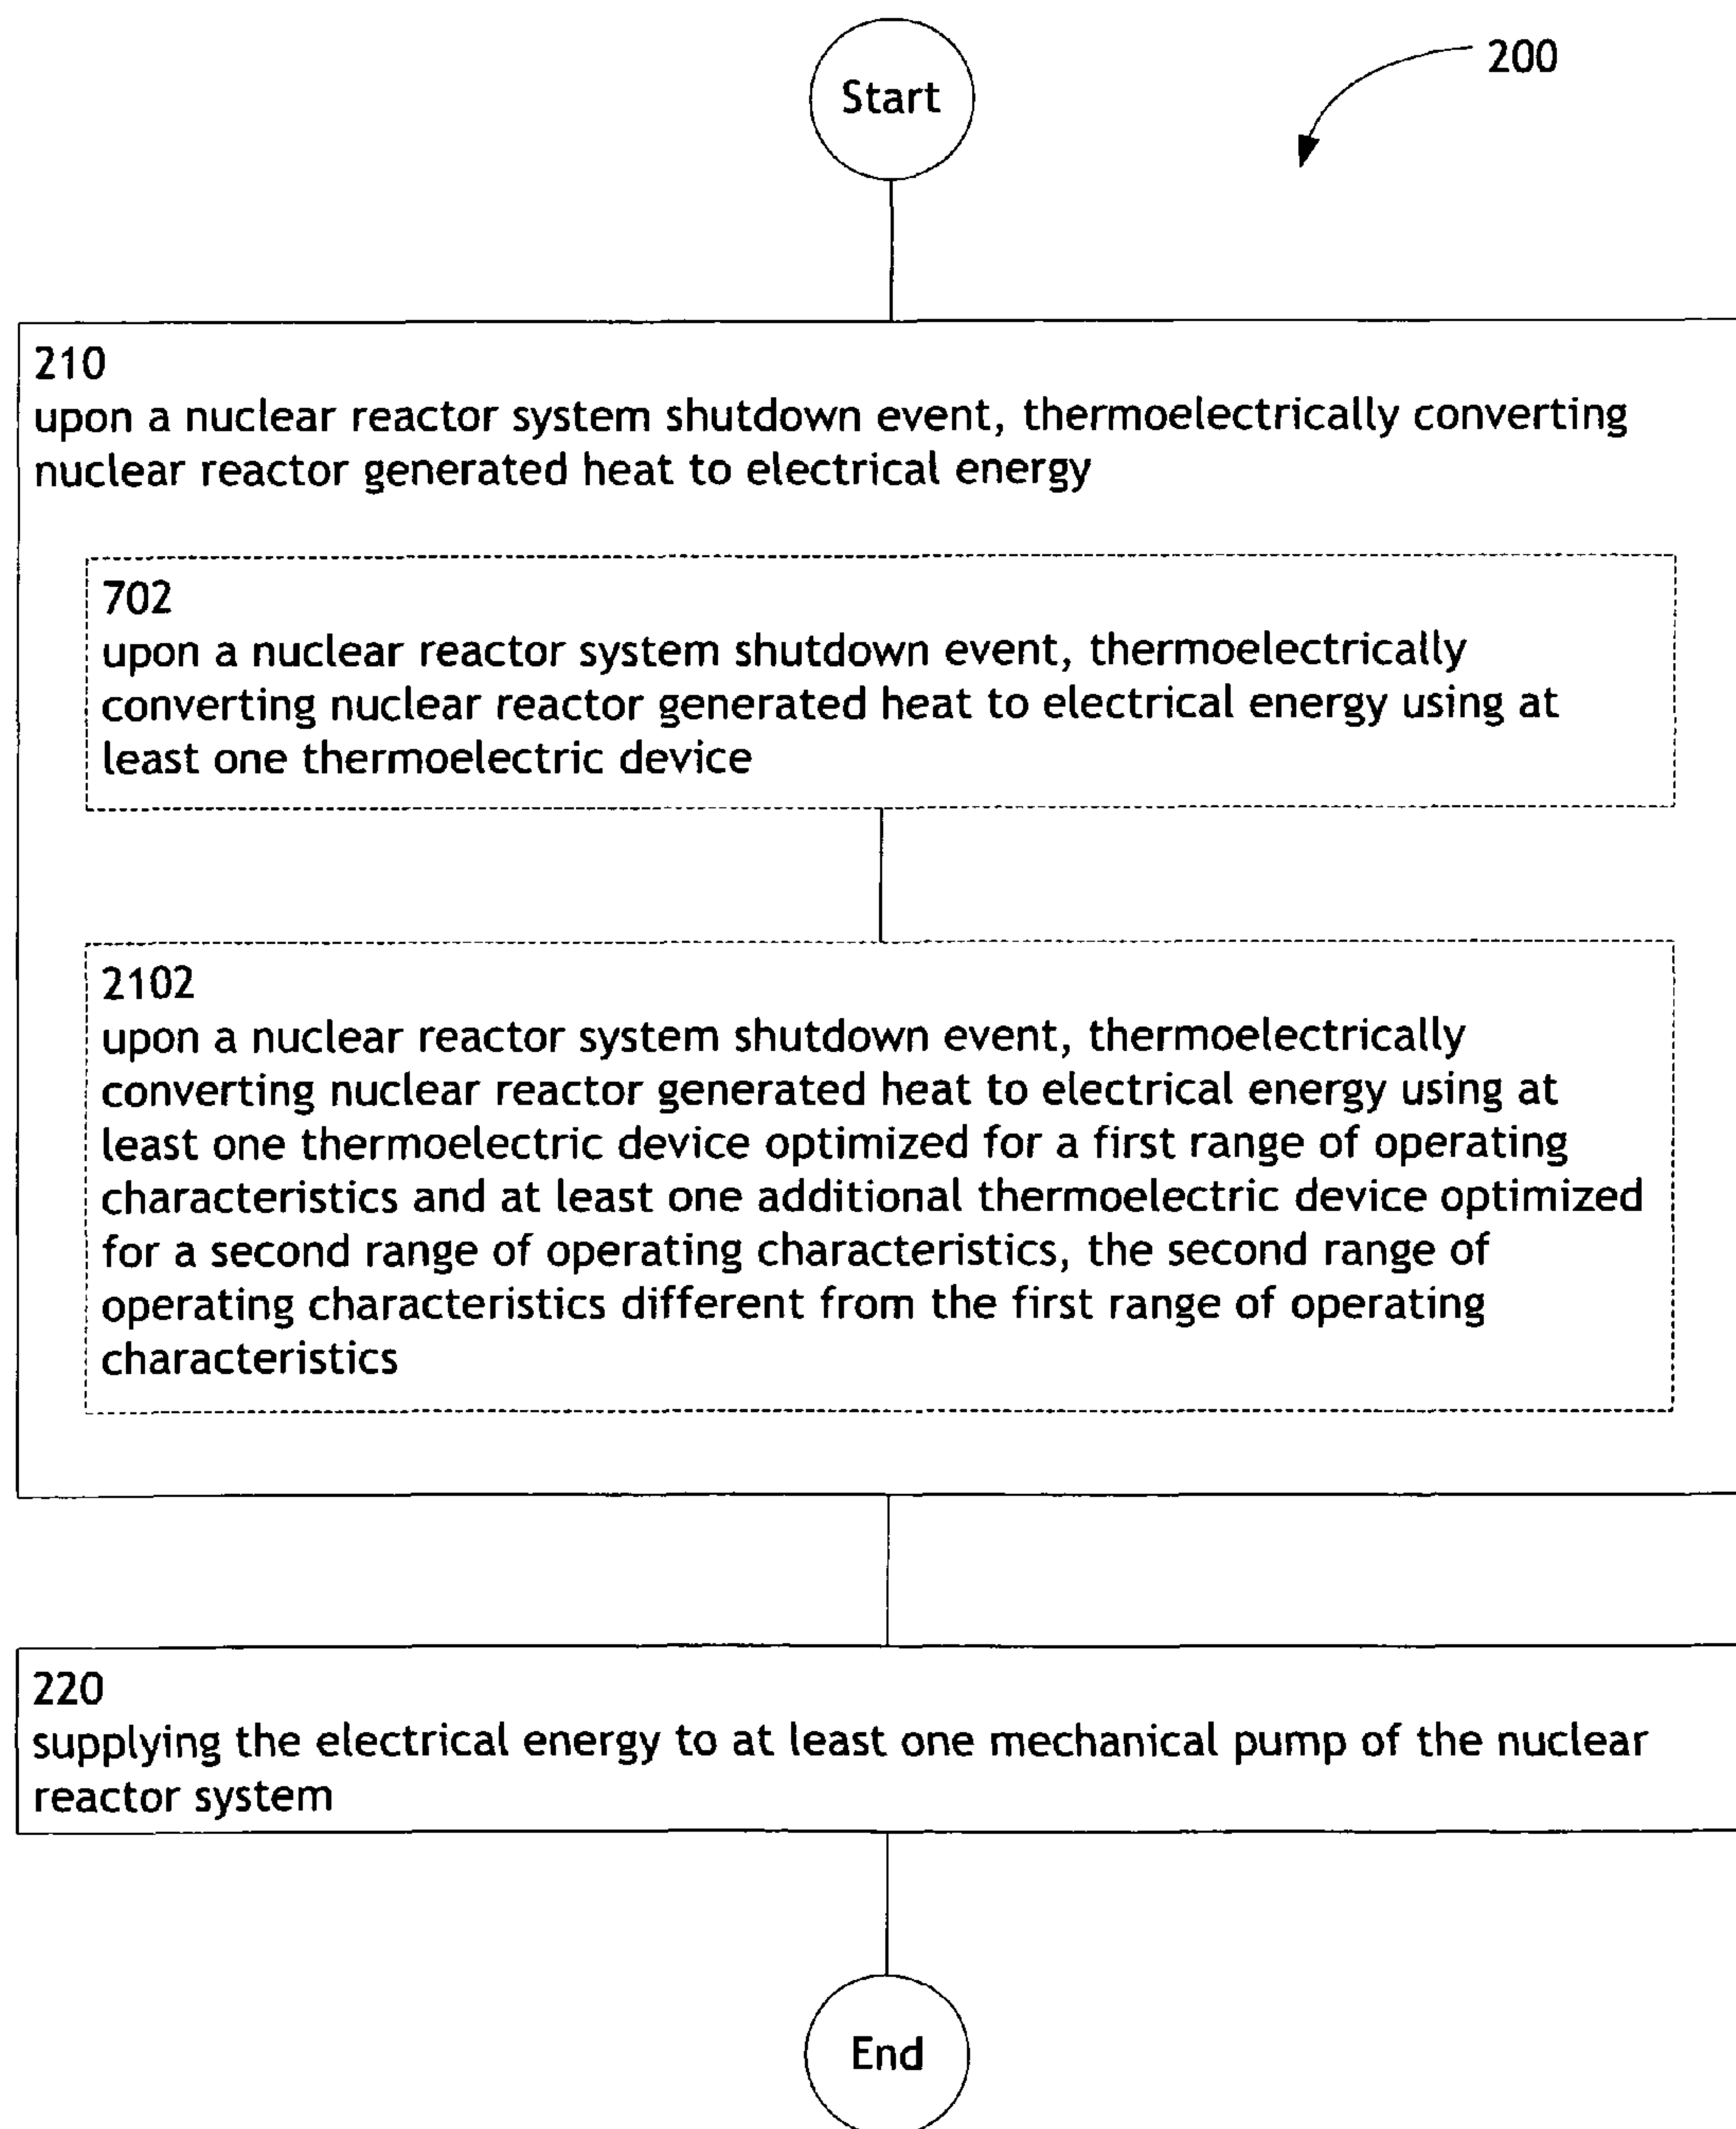 Start
200
210
upon a nuclear reactor system shutdown event, thermoelectrically converting
nuclear reactor generated heat to electrical energy
702
upon a nuclear reactor system shutdown event, thermoelectrically
converting nuclear reactor generated heat to electrical energy using at
least one thermoelectric device
2102
upon a nuclear reactor system shutdown event, thermoelectrically
converting nuclear reactor generated heat to electrical energy using at
least one thermoelectric device optimized for a first range of operating
characteristics and at least one additional thermoelectric device optimized
for a second range of operating characteristics, the second range of
operating characteristics different from the first range of operating
characteristics
220
supplying the electrical energy to at least one mechanical pump of the nuclear
reactor system
End